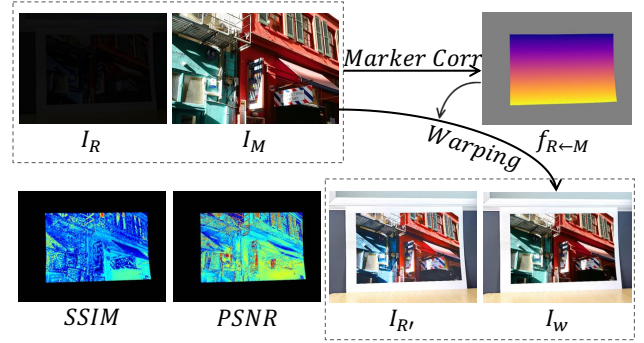 Marker Corr
I_R
I_M
f_{R←M}
Warping
SSIM
PSNR
I_{R′}
I_w